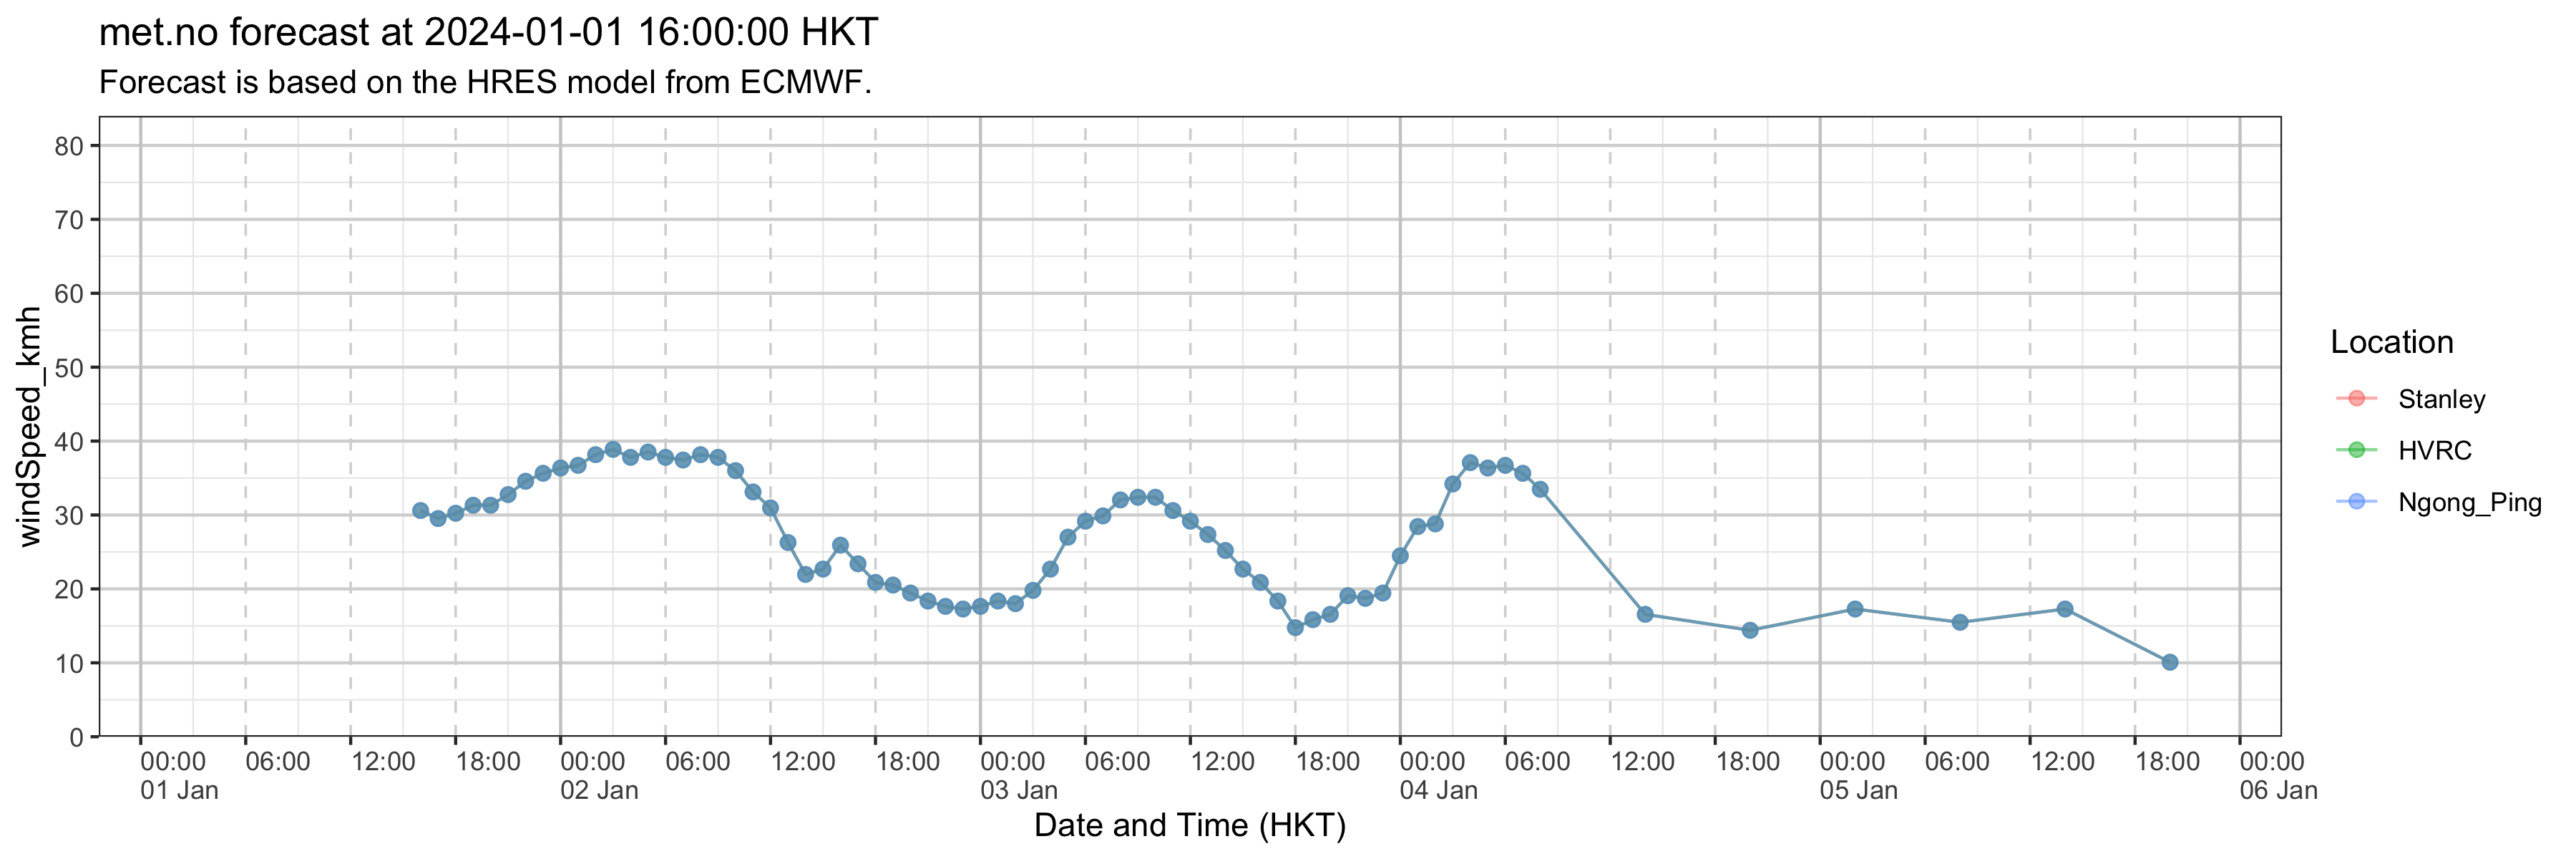 met.no forecast at 2024-01-01 16:00:00 HKT
Forecast is based on the HRES model from ECMWF.
windSpeed_kmh
80
70
60
50
40
30
20
10
0
00:00 06:00 12:00 18:00 00:00 06:00 12:00 18:00 00:00 06:00 12:00 18:00 00:00 06:00 12:00 18:00 00:00 06:00 12:00 18:00 00:00
01 Jan 02 Jan 03 Jan 04 Jan 05 Jan 06 Jan
Date and Time (HKT)
Location
Stanley
HVRC
Ngong_Ping